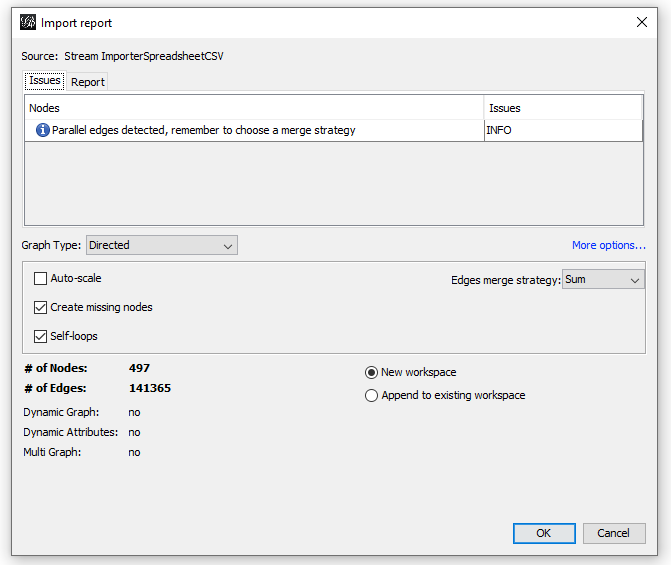 Import report
Source: Stream ImporterSpreadsheetCSV
Issues Report
Nodes Issues
Parallel edges detected, remember to choose a merge strategy INFO
Graph Type: Directed More options...
Auto-scale Edges merge strategy: Sum
Create missing nodes
Self-loops
# of Nodes: 497 New workspace
# of Edges: 141365 Append to existing workspace
Dynamic Graph: no
Dynamic Attributes: no
Multi Graph: no
OK Cancel